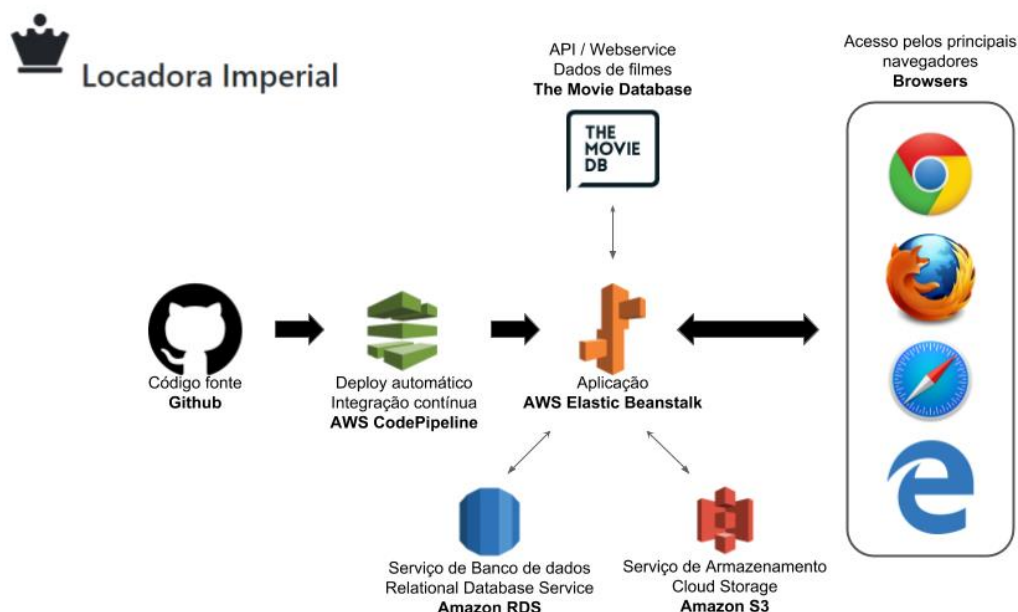 Locadora Imperial
API / Webservice
Dados de filmes
The Movie Database
THE
MOVIE
DB
Acesso pelos principais
navegadores
Browsers
Código fonte
Github
Deploy automático
Integração contínua
AWS CodePipeline
Aplicação
AWS Elastic Beanstalk
Serviço de Banco de dados
Relational Database Service
Amazon RDS
Serviço de Armazenamento
Cloud Storage
Amazon S3